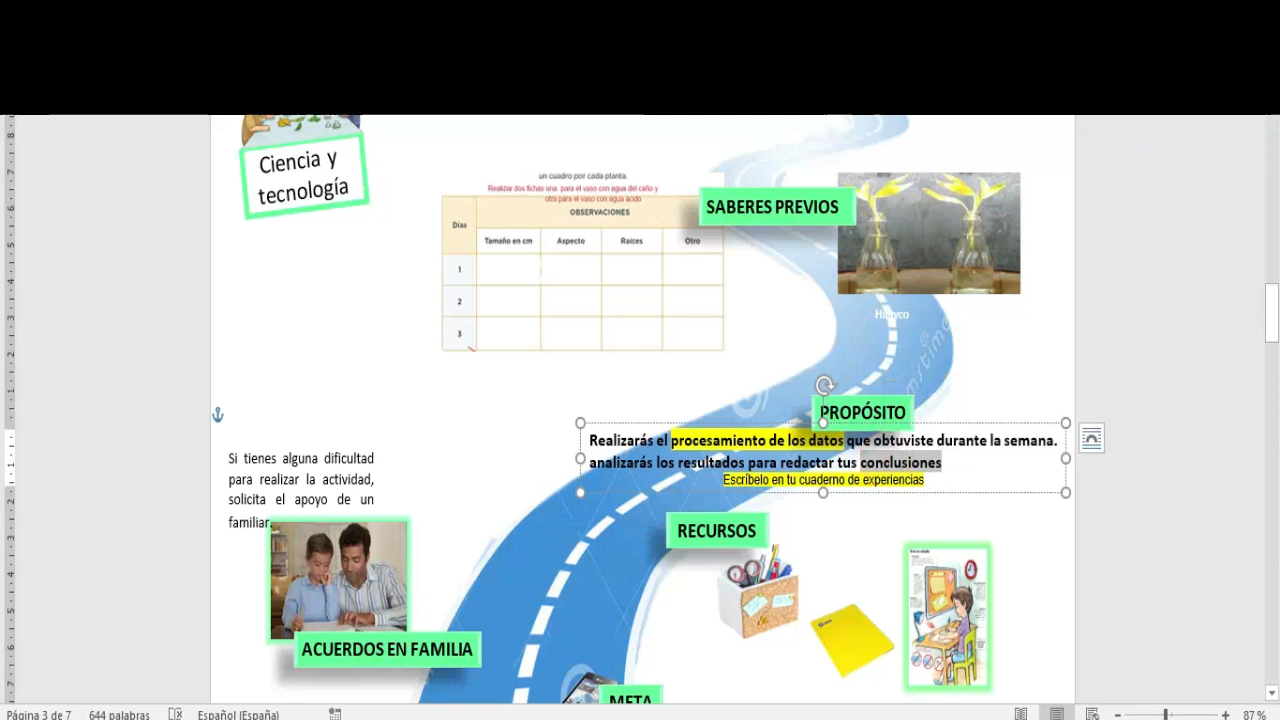 Ciencia y
tecnología
un cuadro por cada planta.
Realizar dos fichas una para el vaso con agua del caño y
otra para el vaso con agua ácido
OBSERVACIONES
Días
Tamaño en cm
Aspecto
Raíces
Otro
1
2
3
SABERES PREVIOS
PROPÓSITO
Realizarás el procesamiento de los datos que obtuviste durante la semana.
analizarás los resultados para redactar tus conclusiones
Escríbelo en tu cuaderno de experiencias
Si tienes alguna dificultad
para realizar la actividad,
solicita el apoyo de un
familiar.
RECURSOS
ACUERDOS EN FAMILIA
META
Página 3 de 7
644 palabras
Español (España)
87 %